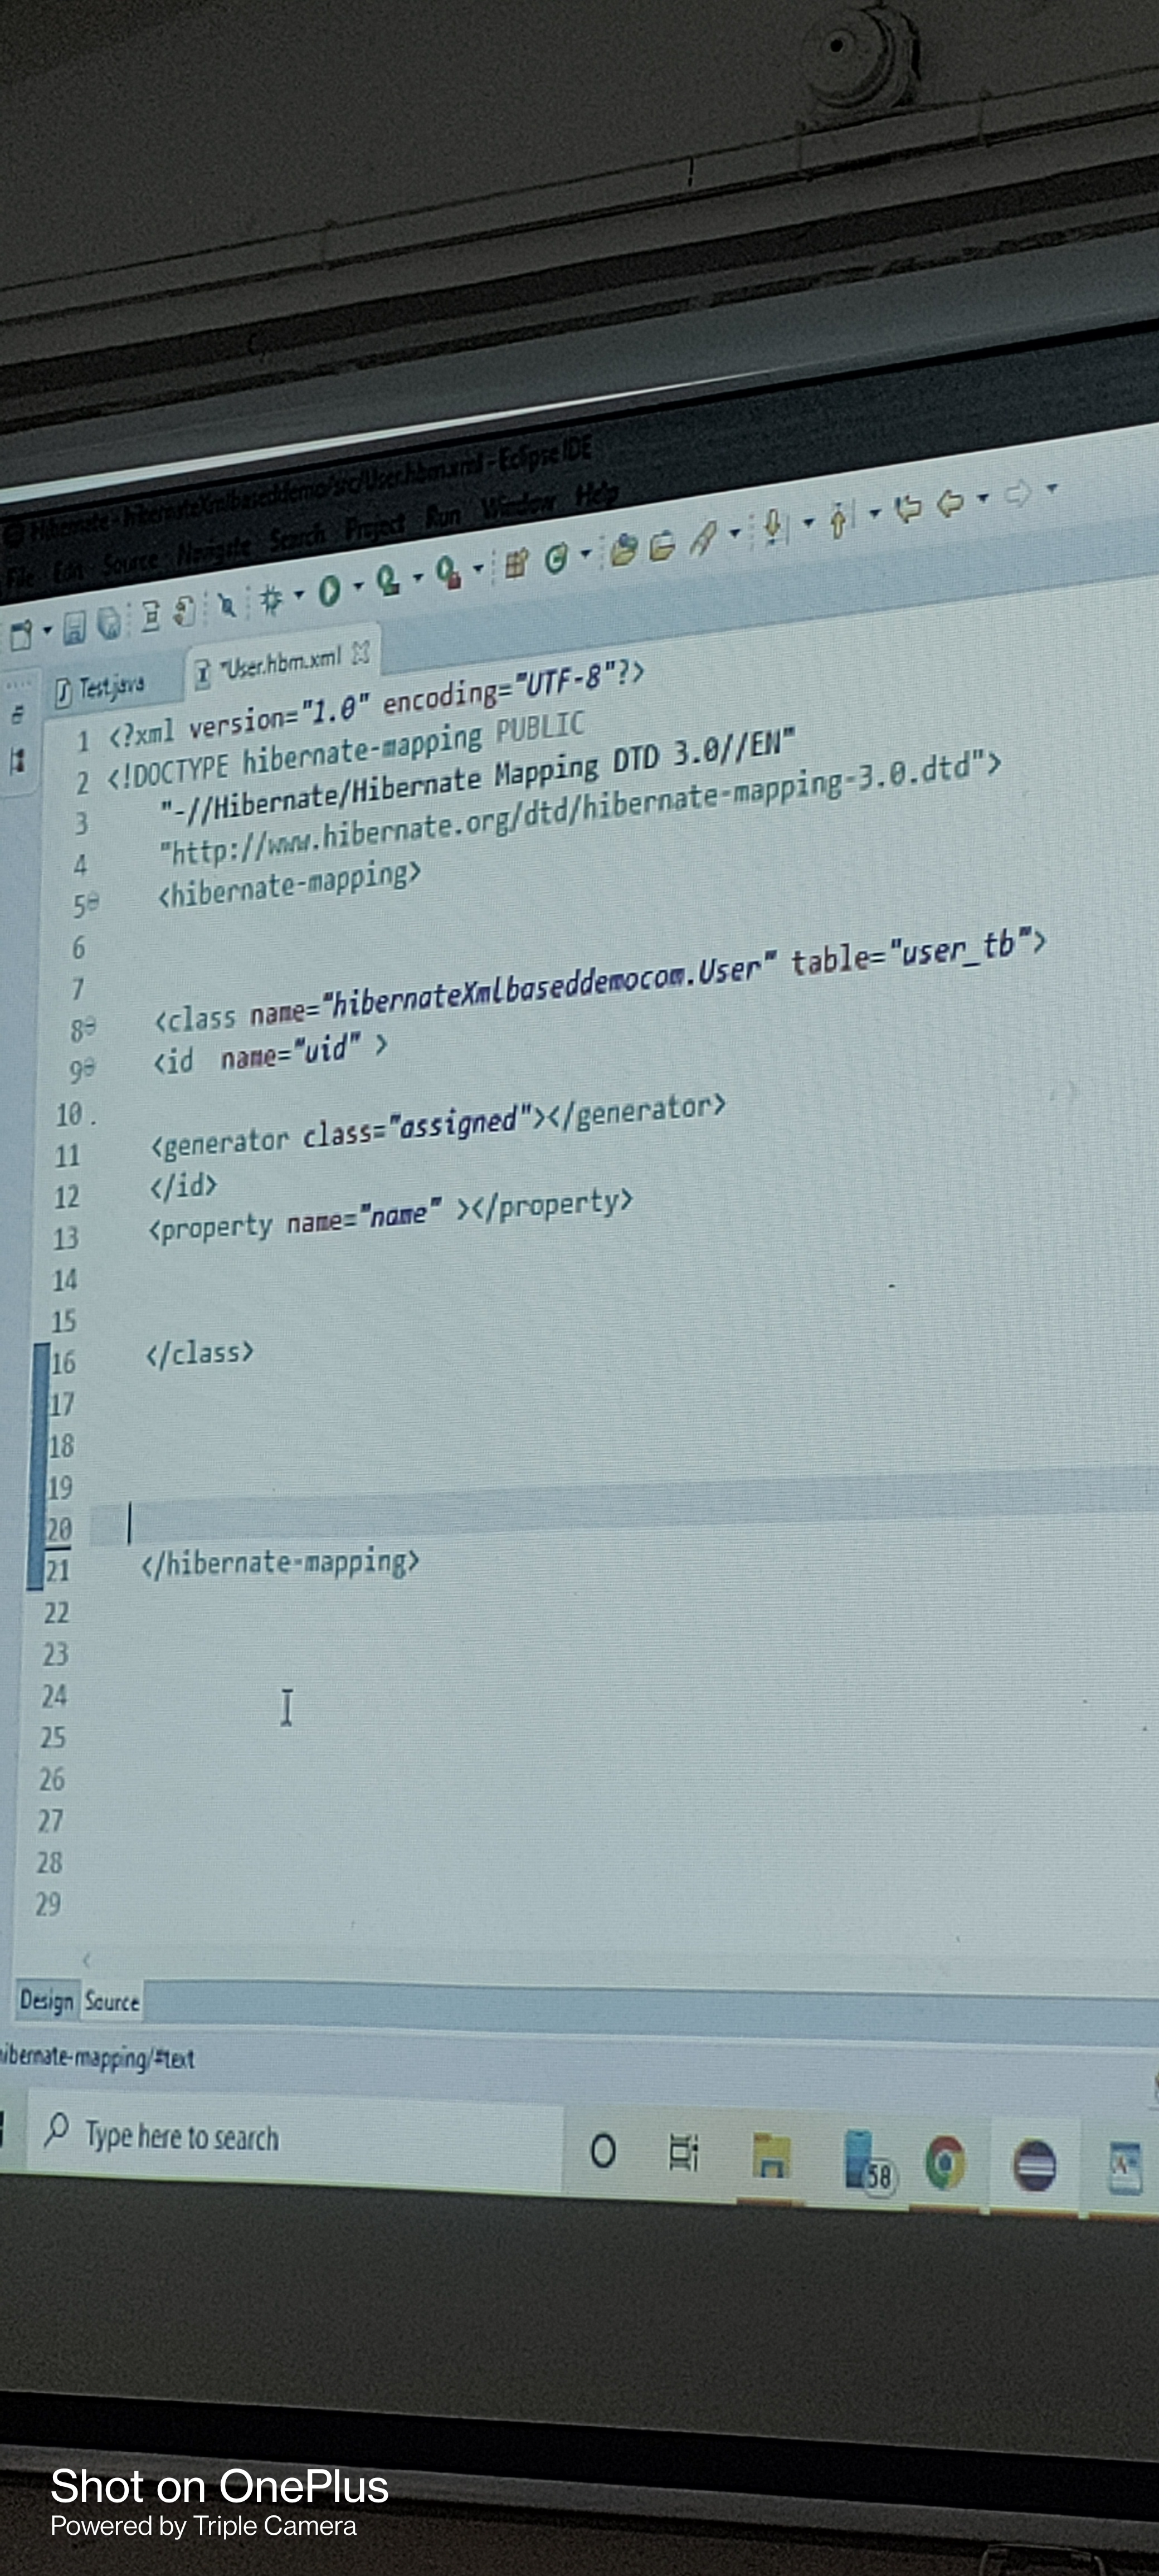 Hibernate - hibernateXmlbaseddemo/src/User.hbm.xml - Eclipse IDE
File Edit Source Navigate Search Project Run Window Help
Test.java *User.hbm.xml
1 <?xml version="1.0" encoding="UTF-8"?>
2 <!DOCTYPE hibernate-mapping PUBLIC
3 "-//Hibernate/Hibernate Mapping DTD 3.0//EN"
4 "http://www.hibernate.org/dtd/hibernate-mapping-3.0.dtd">
5 <hibernate-mapping>
6
7
8 <class name="hibernateXmlbaseddemocom.User" table="user_tb">
9 <id name="uid" >
10
11 <generator class="assigned"></generator>
12 </id>
13 <property name="name" ></property>
14
15
16 </class>
17
18
19
20
21 </hibernate-mapping>
22
23
24
25
26
27
28
29
Design Source
hibernate-mapping/#text
Type here to search
58
Shot on OnePlus
Powered by Triple Camera